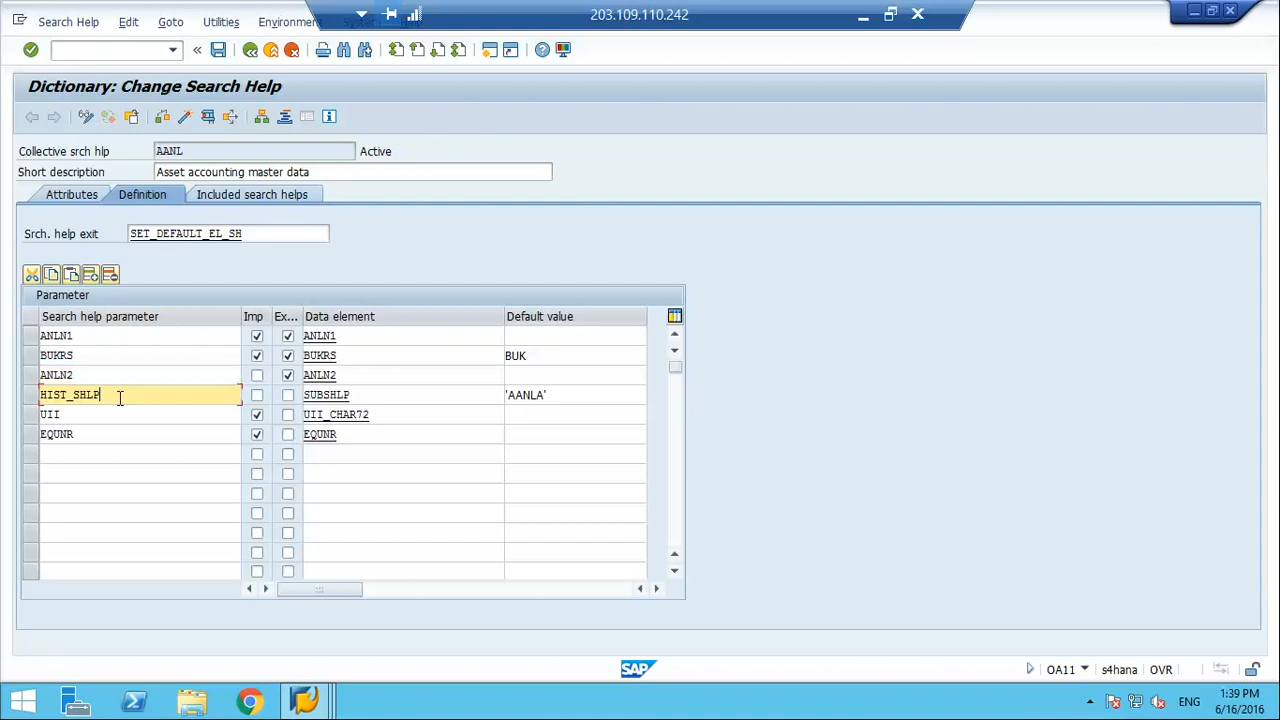 203.109.110.242
Search Help Edit Goto Utilities Environment
«
Dictionary: Change Search Help
Collective srch hlp AANL Active
Short description Asset accounting master data
Attributes Definition Included search helps
Srch. help exit SET_DEFAULT_EL_SH
Parameter
Search help parameter Imp Ex... Data element Default value
ANLN1 ANLN1
BUKRS BUKRS BUK
ANLN2 ANLN2
HIST_SHLP SUBSHLP 'AANLA'
UII UII_CHAR72
EQUNR EQUNR
SAP OA11 s4hana OVR
ENG 1:39 PM
6/16/2016